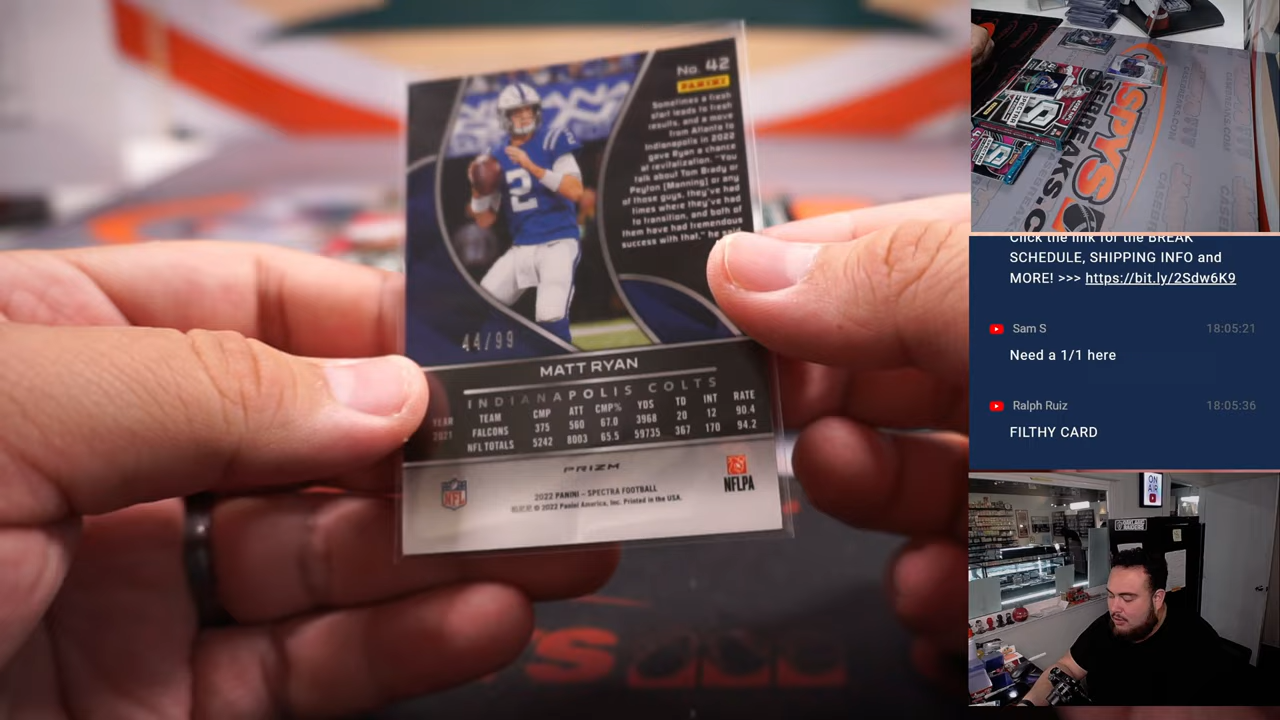 No. 42
PANINI
Sometimes a fresh
start leads to fresh
results, and a move
from Atlanta to
Indianapolis in 2022
gave Ryan a chance
at revitalization. "You
talk about Tom Brady or
Peyton [Manning] or any
of those guys, they've had
times where they've had
to transition, and both of
them have had tremendous
success with that," he said
2
44/99
MATT RYAN
INDIANAPOLIS COLTS
YEAR TEAM CMP ATT CMP% YDS TD INT RATE
2021 FALCONS 375 560 67.0 3968 20 12 90.4
NFL TOTALS 5242 8003 65.5 59735 367 170 94.2
PRIZM
NFL
NFLPA
2022 PANINI – SPECTRA FOOTBALL
© 2022 Panini America, Inc. Printed in the USA.
JASPYS
CASEBREAKS.C
Click the link for the BREAK
SCHEDULE, SHIPPING INFO and
MORE! >>> https://bit.ly/2Sdw6K9
Sam S 18:05:21
Need a 1/1 here
Ralph Ruiz 18:05:36
FILTHY CARD
ON
AIR